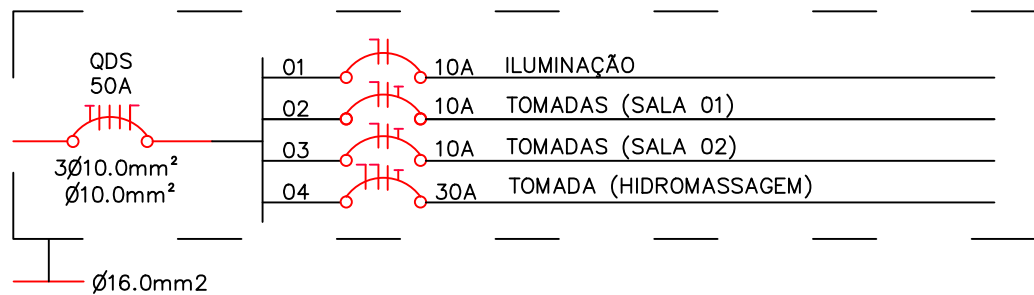 QDS
50A
3Ø10.0mm²
Ø10.0mm²
01 10A ILUMINAÇÃO
02 10A TOMADAS (SALA 01)
03 10A TOMADAS (SALA 02)
04 30A TOMADA (HIDROMASSAGEM)
Ø16.0mm2